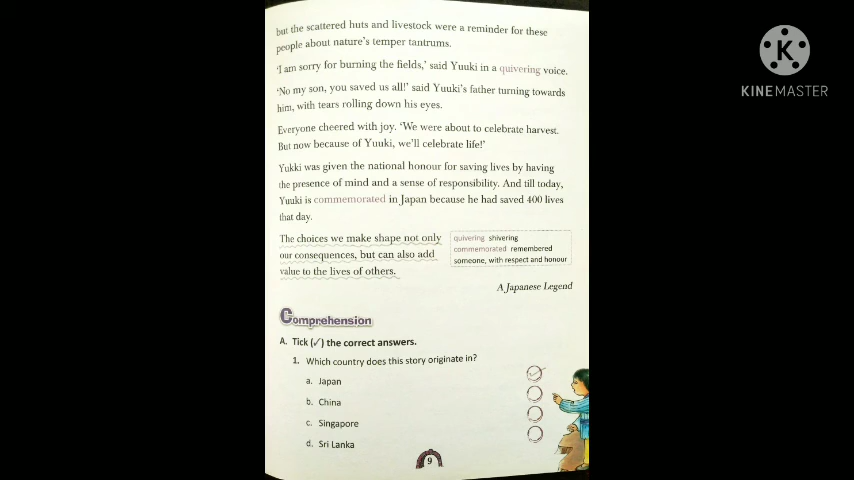 but the scattered huts and livestock were a reminder for these
people about nature's temper tantrums.
'I am sorry for burning the fields,' said Yuuki in a quivering voice.
'No my son, you saved us all!' said Yuuki's father turning towards
him, with tears rolling down his eyes.
Everyone cheered with joy. 'We were about to celebrate harvest.
But now because of Yuuki, we'll celebrate life!'
Yukki was given the national honour for saving lives by having
the presence of mind and a sense of responsibility. And till today,
Yuuki is commemorated in Japan because he had saved 400 lives
that day.
The choices we make shape not only
our consequences, but can also add
value to the lives of others.
quivering shivering
commemorated remembered
someone, with respect and honour
A Japanese Legend
Comprehension
A. Tick (✓) the correct answers.
1. Which country does this story originate in?
a. Japan
b. China
c. Singapore
d. Sri Lanka
9
K
KINEMASTER